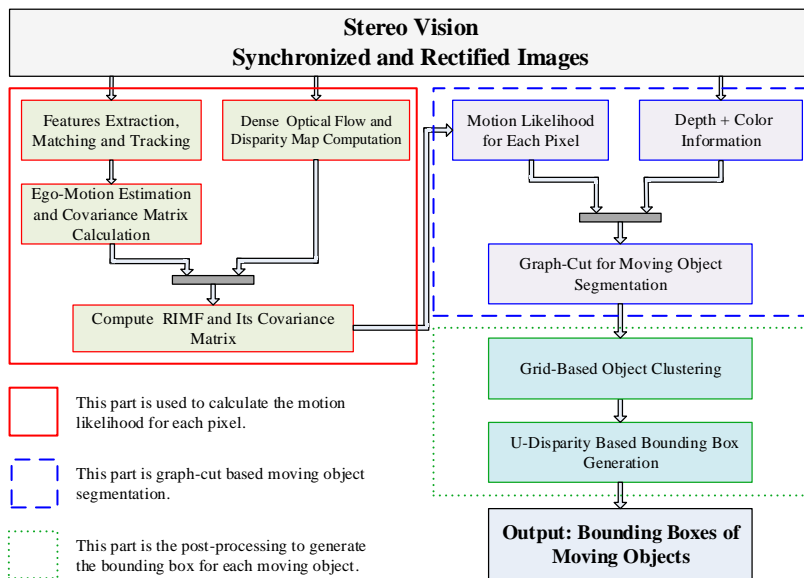 Stereo Vision
Synchronized and Rectified Images
Features Extraction,
Matching and Tracking
Dense Optical Flow and
Disparity Map Computation
Motion Likelihood
for Each Pixel
Depth + Color
Information
Ego-Motion Estimation
and Covariance Matrix
Calculation
Graph-Cut for Moving Object
Segmentation
Compute RIMF and Its Covariance
Matrix
Grid-Based Object Clustering
This part is used to calculate the motion
likelihood for each pixel.
U-Disparity Based Bounding Box
Generation
This part is graph-cut based moving object
segmentation.
Output: Bounding Boxes of
Moving Objects
This part is the post-processing to generate
the bounding box for each moving object.